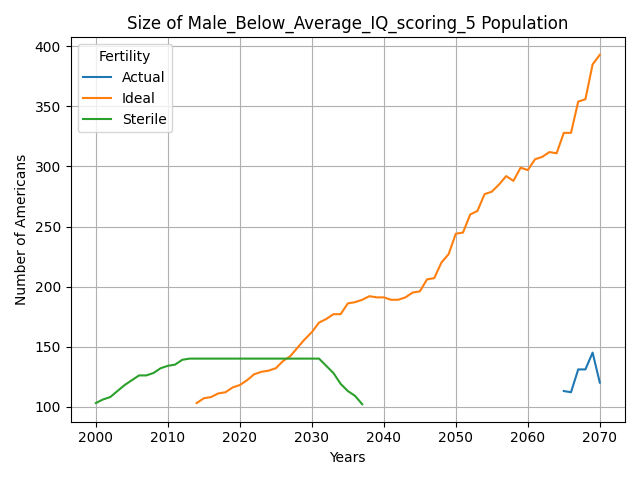 Size of Male_Below_Average_IQ_scoring_5 Population
Fertility
Actual
Ideal
Sterile
Number of Americans
400
350
300
250
200
150
100
2000 2010 2020 2030 2040 2050 2060 2070
Years